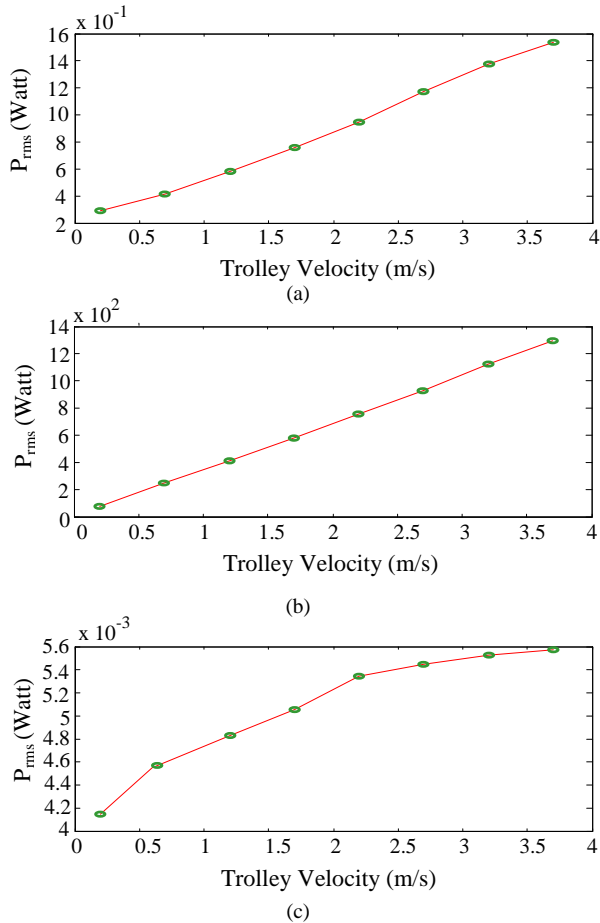 x 10⁻¹
16
14
12
10
8
6
4
2
P_rms (Watt)
0 0.5 1 1.5 2 2.5 3 3.5 4
Trolley Velocity (m/s)
(a)
x 10²
14
12
10
8
6
4
2
0
P_rms (Watt)
0 0.5 1 1.5 2 2.5 3 3.5 4
Trolley Velocity (m/s)
(b)
x 10⁻³
5.6
5.4
5.2
5
4.8
4.6
4.2
4
P_rms (Watt)
0 0.5 1 1.5 2 2.5 3 3.5 4
Trolley Velocity (m/s)
(c)